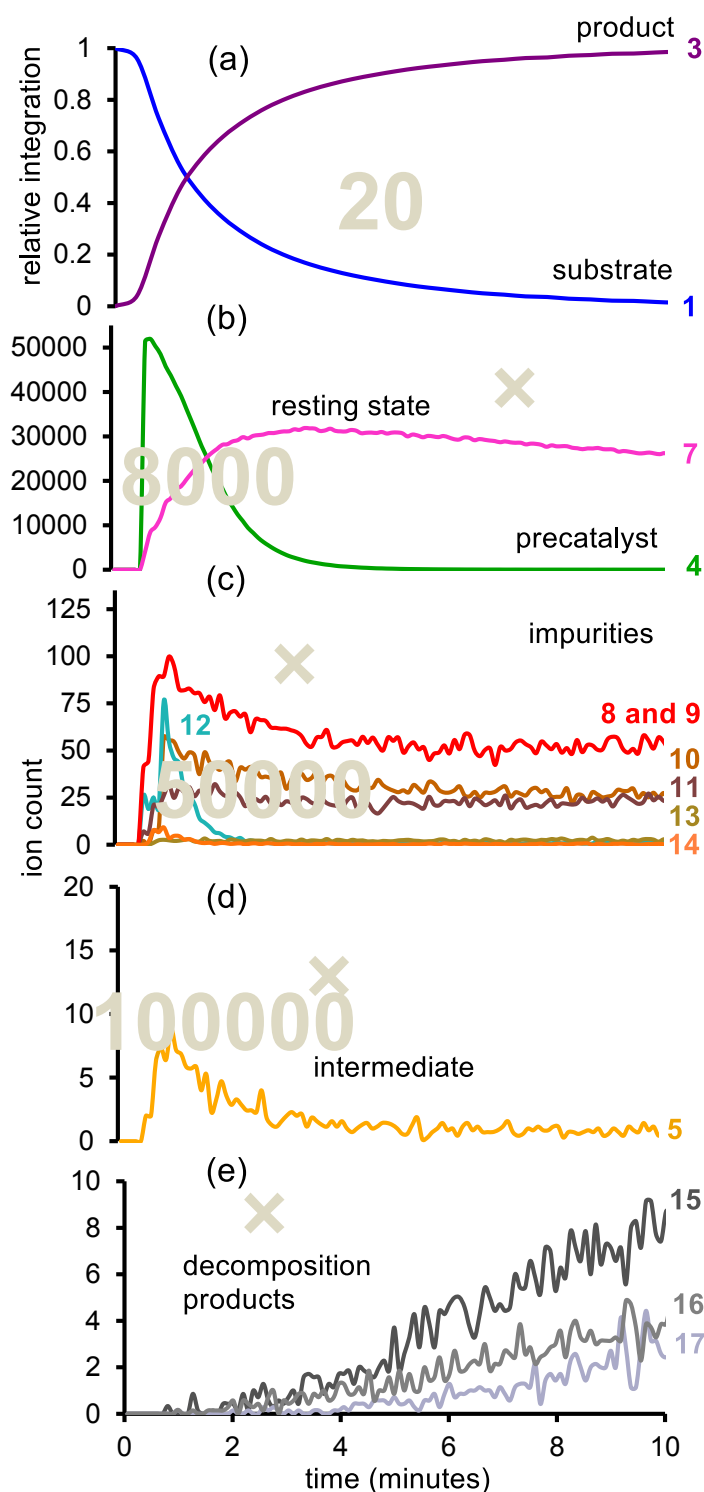 product
(a)
3
1
0.8
0.6
0.4
0.2
0
relative integration
20
substrate
1
(b)
50000
40000
30000
20000
10000
0
×
resting state
7
8000
precatalyst
4
(c)
125
100
75
50
25
0
ion count
impurities
×
12
8 and 9
10
50000
11
13
14
(d)
20
15
10
5
0
×
100000
intermediate
5
(e)
10
8
6
4
2
0
×
decomposition
products
15
16
17
0 2 4 6 8 10
time (minutes)